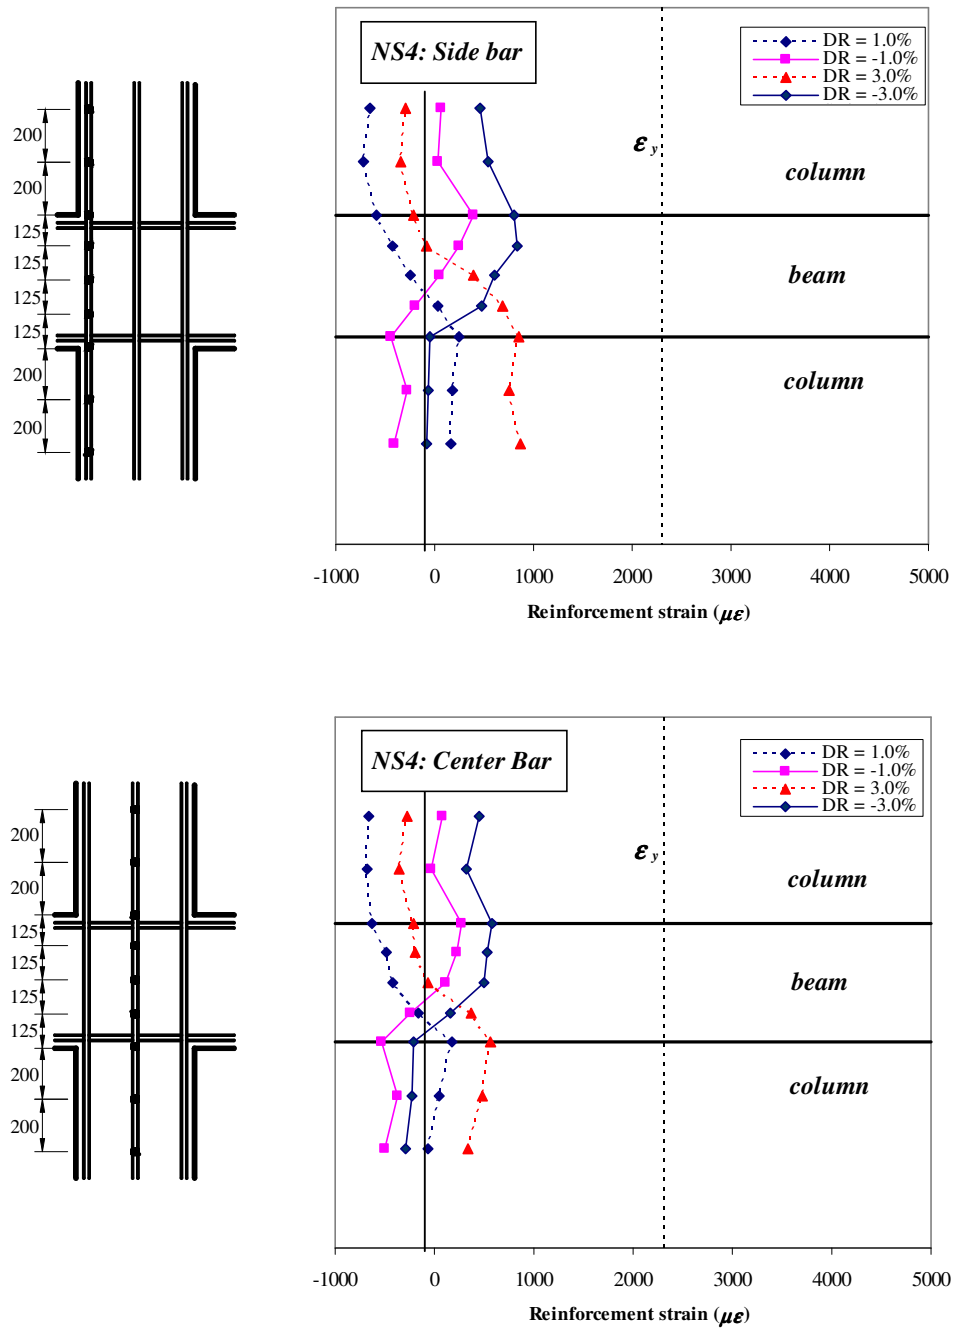 NS4: Side bar
DR = 1.0%
DR = -1.0%
DR = 3.0%
DR = -3.0%
200
200
125
125
125
125
200
200
ε y
column
beam
column
-1000 0 1000 2000 3000 4000 5000
Reinforcement strain (με)
NS4: Center Bar
DR = 1.0%
DR = -1.0%
DR = 3.0%
DR = -3.0%
200
200
125
125
125
125
200
200
ε y
column
beam
column
-1000 0 1000 2000 3000 4000 5000
Reinforcement strain (με)